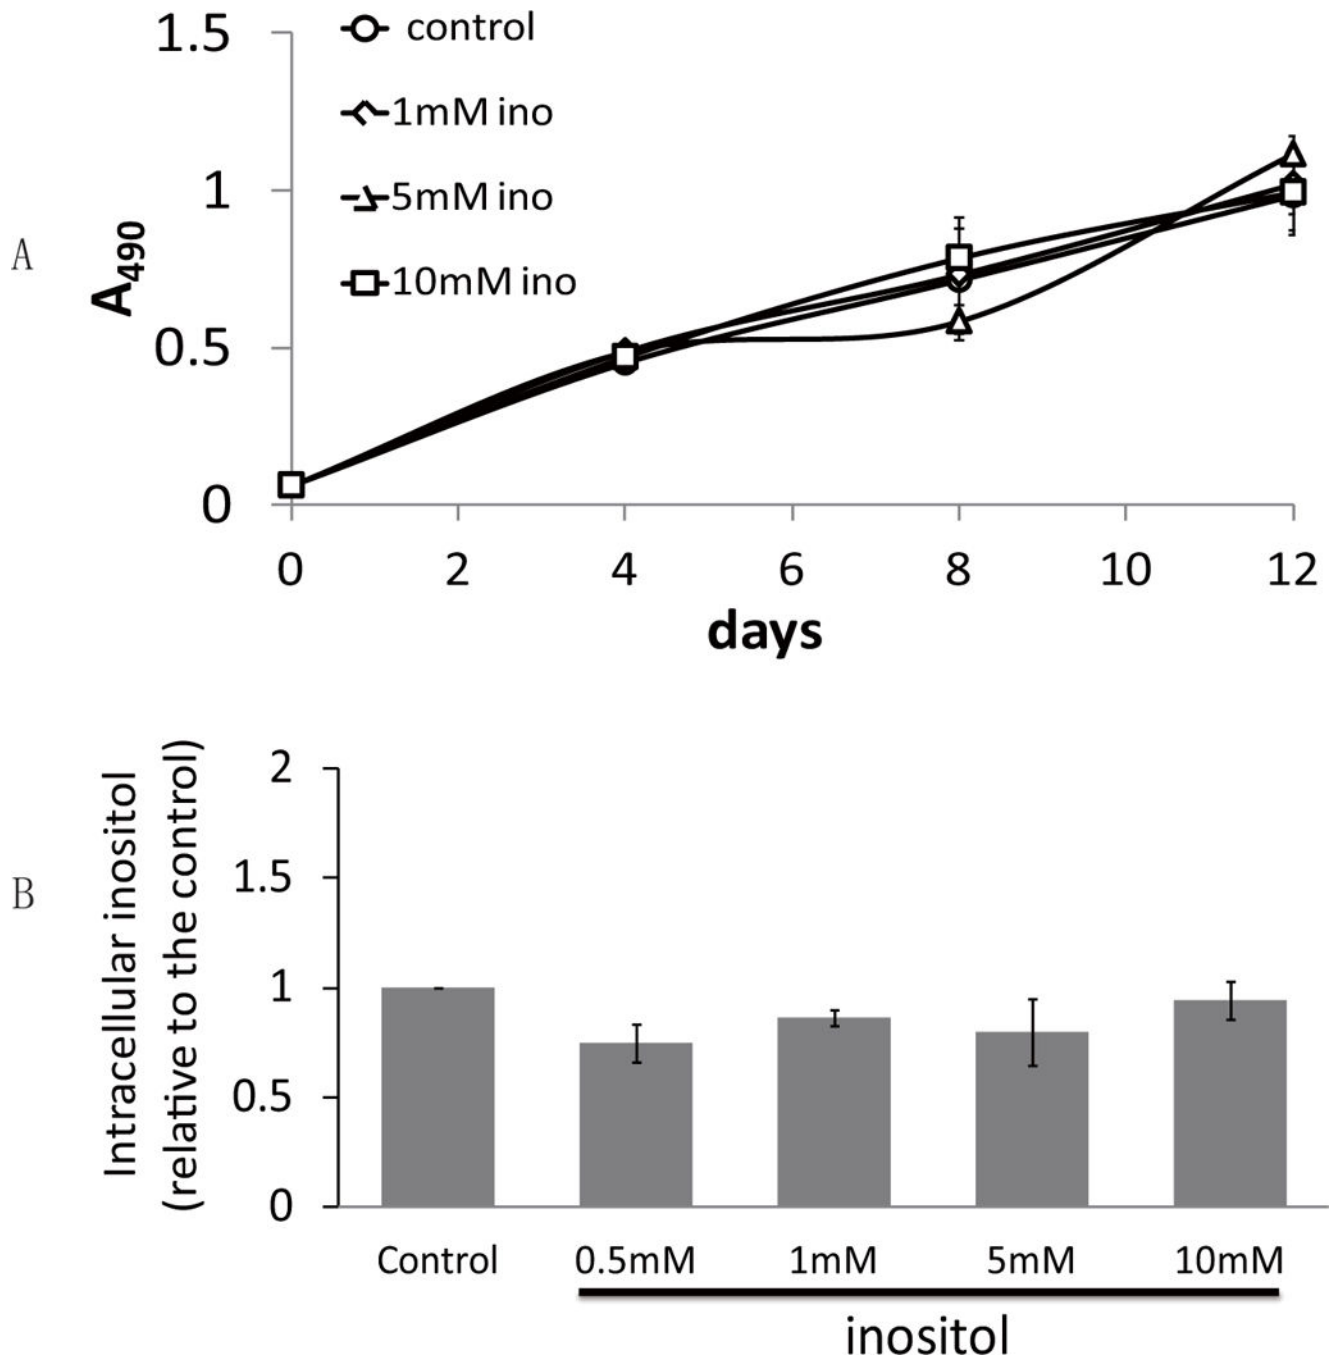 A
1.5
1
0.5
0
A490
control
1mM ino
5mM ino
10mM ino
0 2 4 6 8 10 12
days
B
Intracellular inositol
(relative to the control)
2
1.5
1
0.5
0
Control 0.5mM 1mM 5mM 10mM
inositol